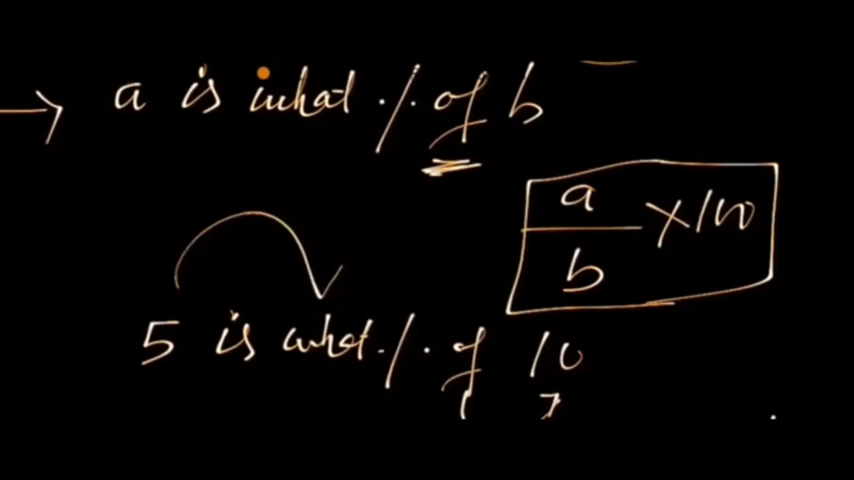 → a is what % of b
a/b × 100
5 is what % of 10